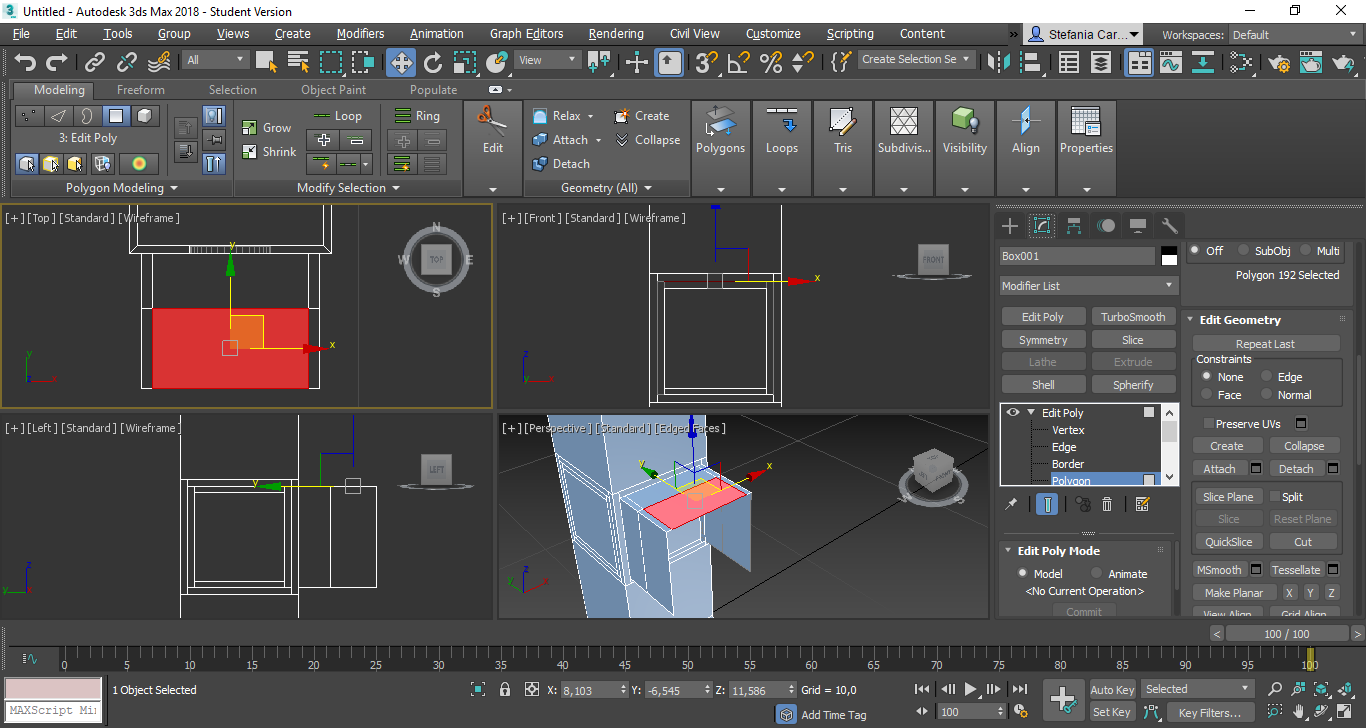 Untitled - Autodesk 3ds Max 2018 - Student Version
File Edit Tools Group Views Create Modifiers Animation Graph Editors Rendering Civil View Customize Scripting Content » Stefania Car... Workspaces: Default
All View Create Selection Se
Modeling Freeform Selection Object Paint Populate
Loop Ring Relax Create
3: Edit Poly Grow Attach Collapse Edit Polygons Loops Tris Subdivis... Visibility Align Properties
Shrink Detach
Polygon Modeling Modify Selection Geometry (All)
[+] [Top] [Standard] [Wireframe]
[+] [Front] [Standard] [Wireframe]
N
W TOP E
S
FRONT
y
x
x
y
z
[+] [Left] [Standard] [Wireframe]
[+] [Perspective] [Standard] [Edged Faces]
LEFT
y
y
x
W
S
z
y
z
y
x
Box001
Modifier List
Edit Poly TurboSmooth
Symmetry Slice
Lathe Extrude
Shell Spherify
Edit Poly
Vertex
Edge
Border
Polygon
Edit Poly Mode
Model Animate
<No Current Operation>
Commit
Off SubObj Multi
Polygon 192 Selected
Edit Geometry
Repeat Last
Constraints
None Edge
Face Normal
Preserve UVs
Create Collapse
Attach Detach
Slice Plane Split
Slice Reset Plane
QuickSlice Cut
MSmooth Tessellate
Make Planar X Y Z
View Align Grid Align
< 100 / 100 >
0 5 10 15 20 25 30 35 40 45 50 55 60 65 70 75 80 85 90 95 100
1 Object Selected X: 8,103 Y: -6,545 Z: 11,586 Grid = 10,0 Auto Key Selected
MAXScript Mi Add Time Tag 100 Set Key Key Filters...